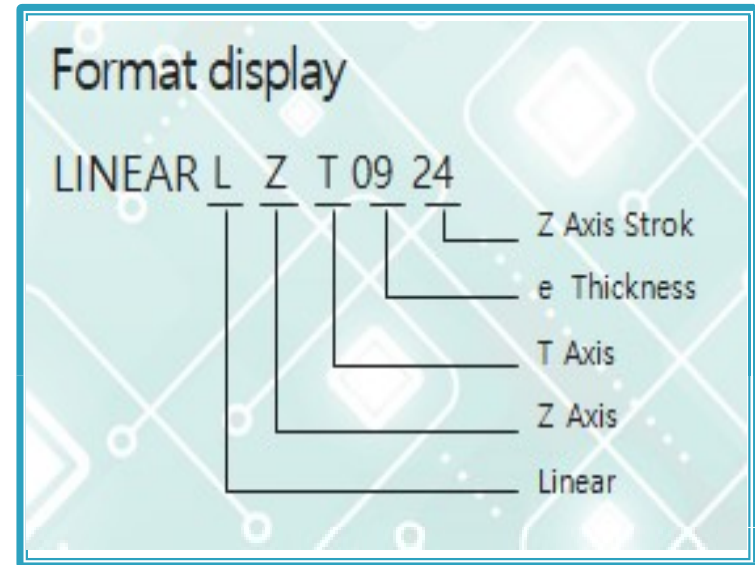 Format display
LINEAR L Z T 09 24
Z Axis Strok
e Thickness
T Axis
Z Axis
Linear